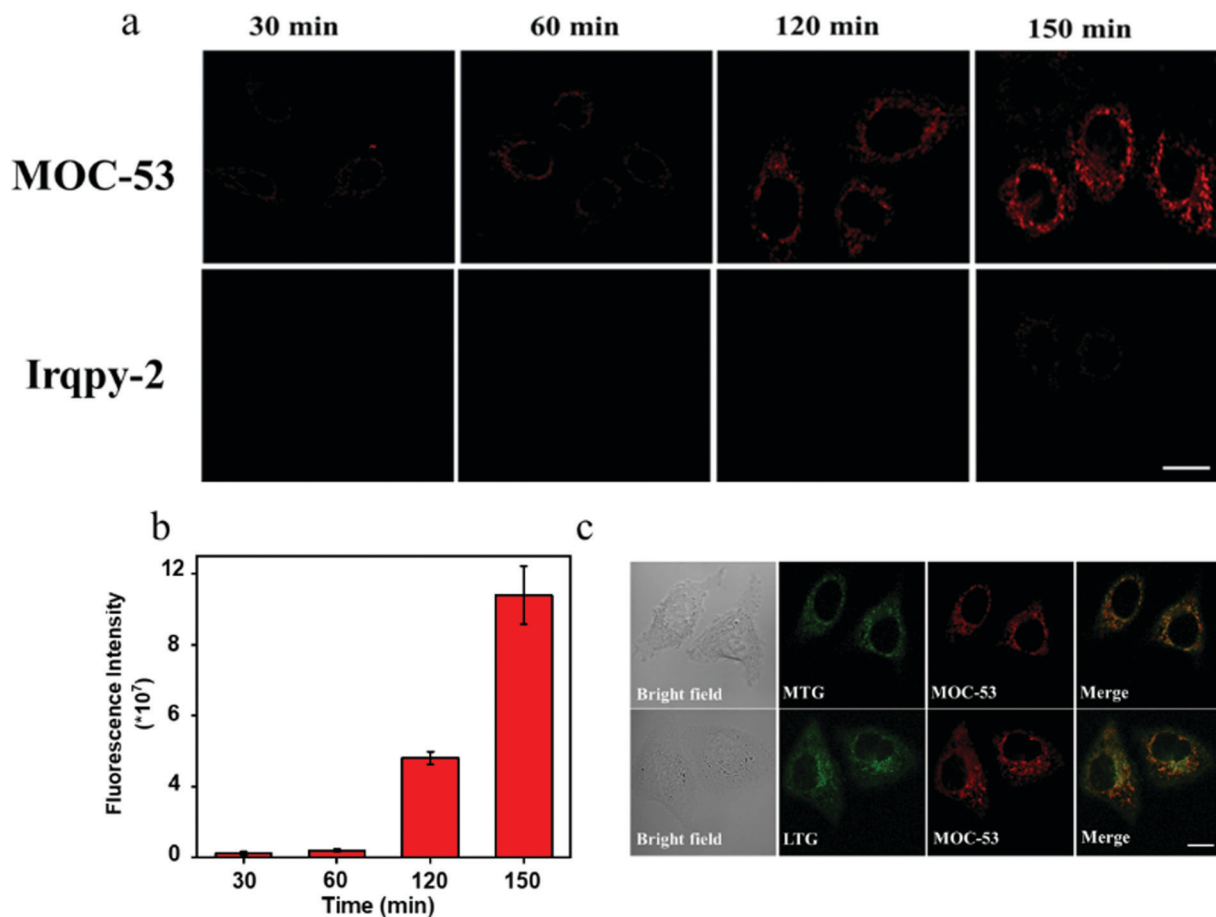 a
30 min 60 min 120 min 150 min
MOC-53
Irqpy-2
b
Fluorescence Intensity
(*10⁷)
12
8
6
4
0
30 60 120 150
Time (min)
c
Bright field MTG MOC-53 Merge
Bright field LTG MOC-53 Merge